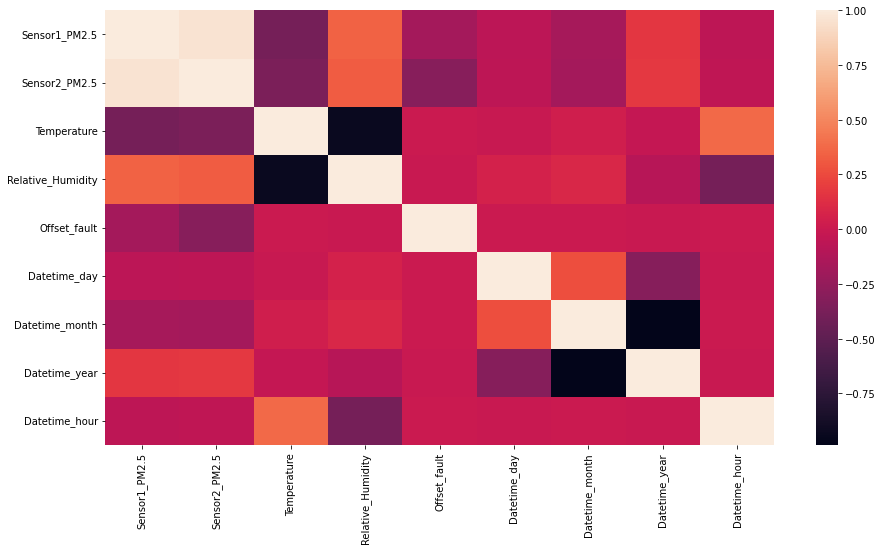 Sensor1_PM2.5
Sensor2_PM2.5
Temperature
Relative_Humidity
Offset_fault
Datetime_day
Datetime_month
Datetime_year
Datetime_hour
Sensor1_PM2.5
Sensor2_PM2.5
Temperature
Relative_Humidity
Offset_fault
Datetime_day
Datetime_month
Datetime_year
Datetime_hour
1.00
0.75
0.50
0.25
0.00
−0.25
−0.50
−0.75